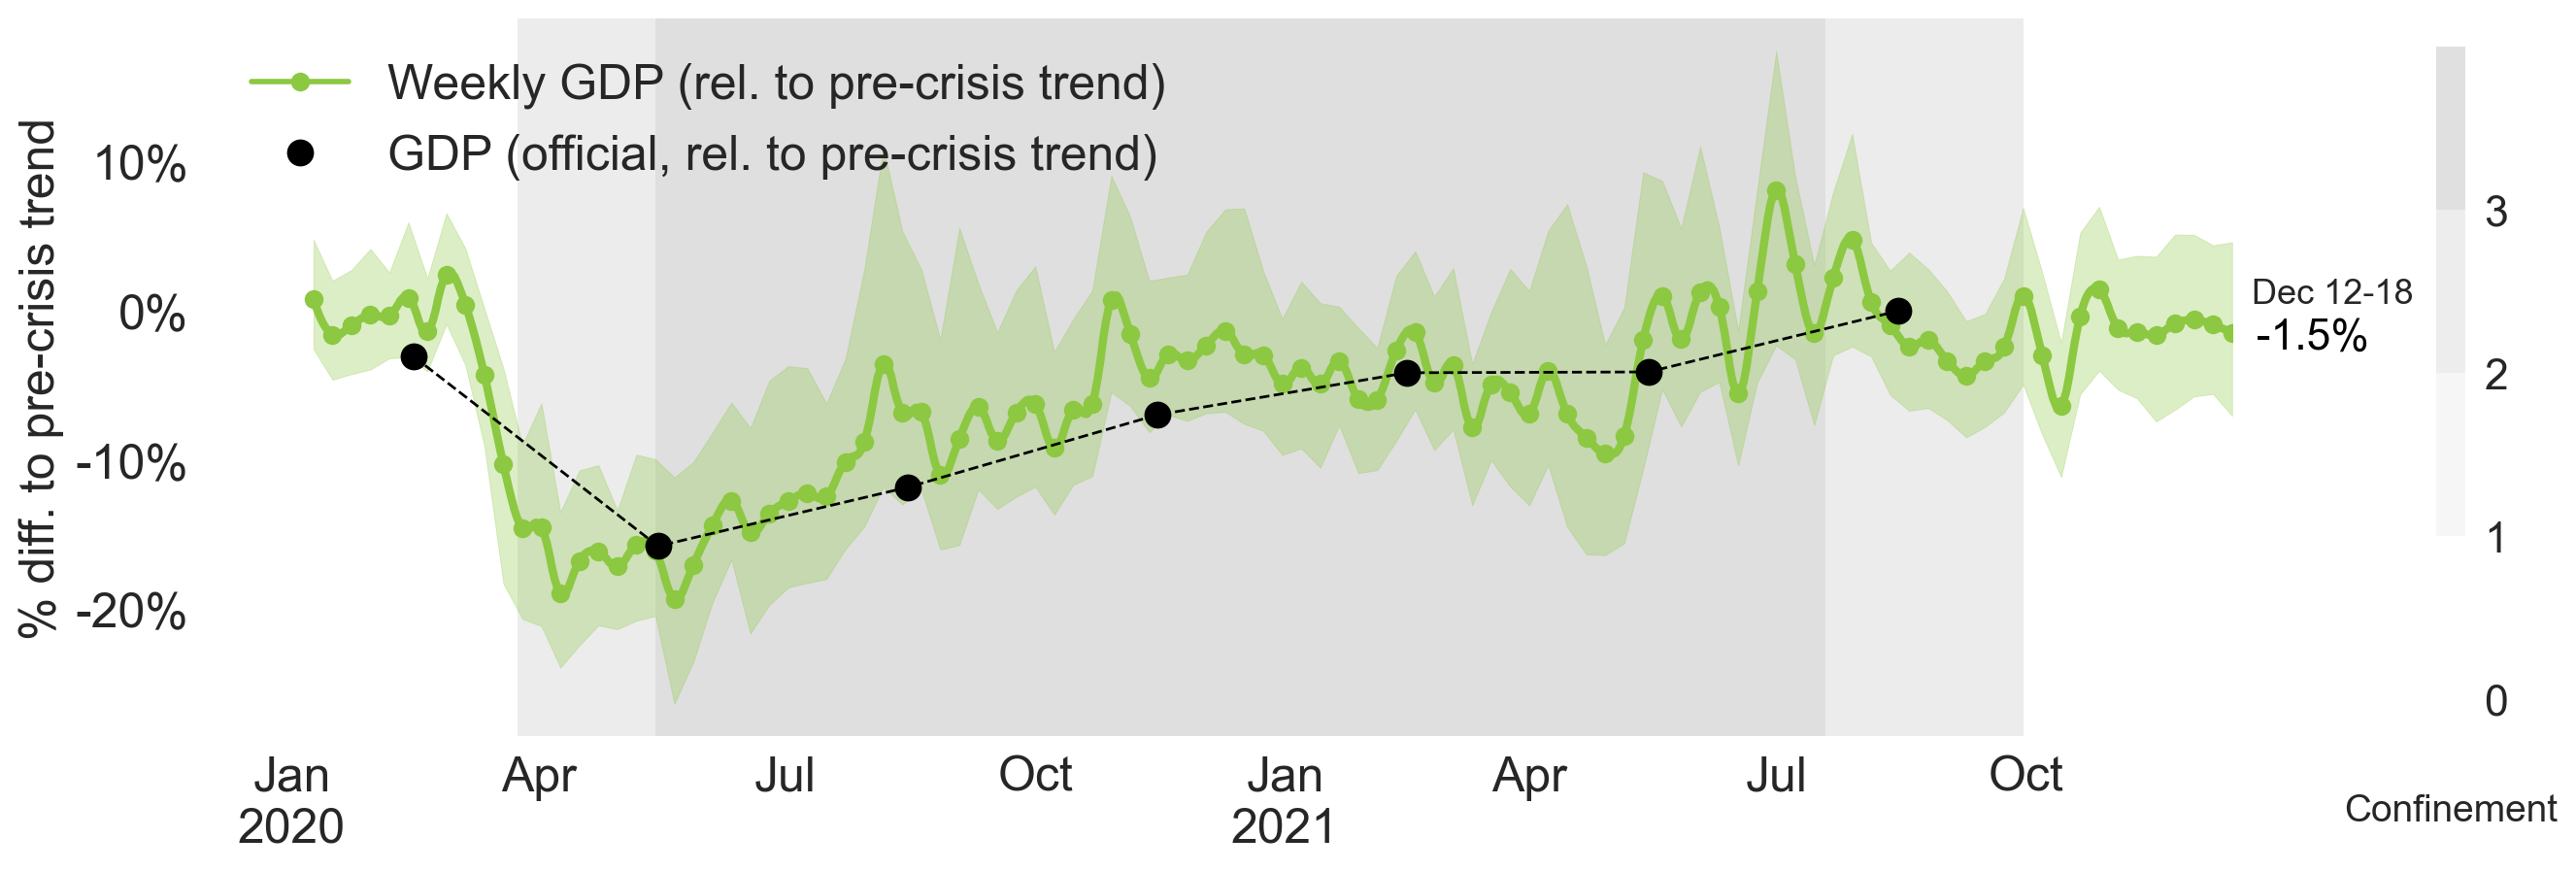 Weekly GDP (rel. to pre-crisis trend)
GDP (official, rel. to pre-crisis trend)
% diff. to pre-crisis trend
10%
0%
-10%
-20%
Dec 12-18
-1.5%
3
2
1
0
Jan
2020
Apr
Jul
Oct
Jan
2021
Apr
Jul
Oct
Confinement